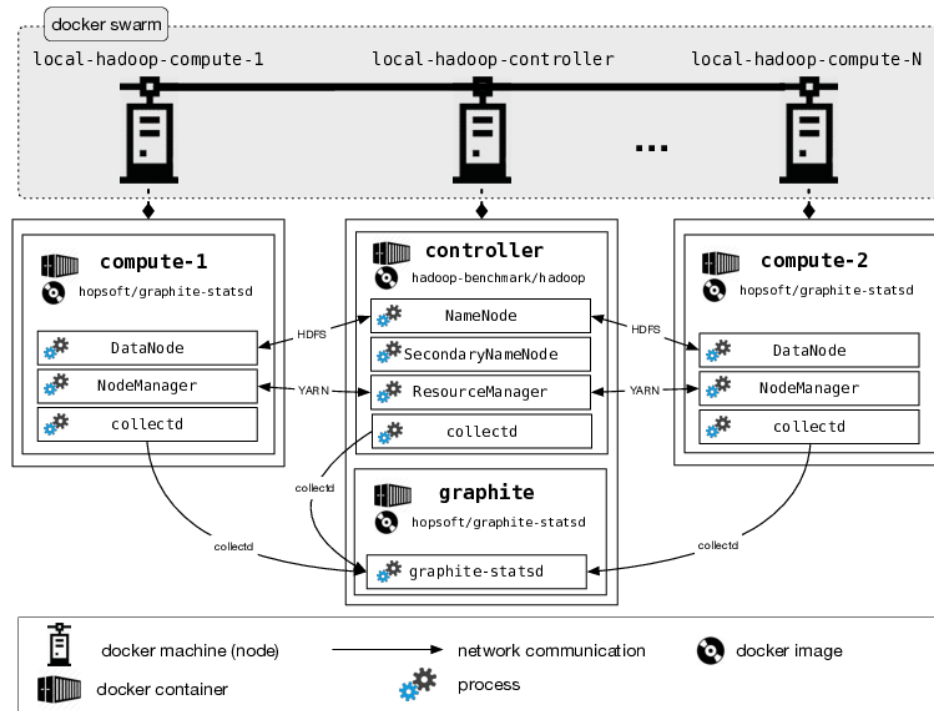 docker swarm
local-hadoop-compute-1
local-hadoop-controller
local-hadoop-compute-N
...
compute-1
hopsoft/graphite-statsd
DataNode
NodeManager
collectd
controller
hadoop-benchmark/hadoop
NameNode
SecondaryNameNode
ResourceManager
collectd
compute-2
hopsoft/graphite-statsd
DataNode
NodeManager
collectd
HDFS
HDFS
YARN
YARN
collectd
collectd
collectd
graphite
hopsoft/graphite-statsd
graphite-statsd
docker machine (node)
network communication
docker image
docker container
process